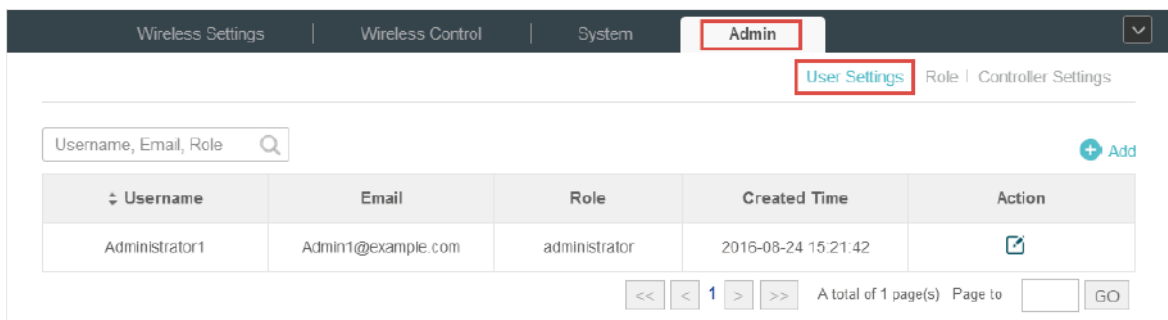 Wireless Settings | Wireless Control | System Admin
User Settings Role | Controller Settings
Username, Email, Role
Add
Username Email Role Created Time Action
Administrator1 Admin1@example.com administrator 2016-08-24 15:21:42
<< < 1 > >> A total of 1 page(s) Page to GO